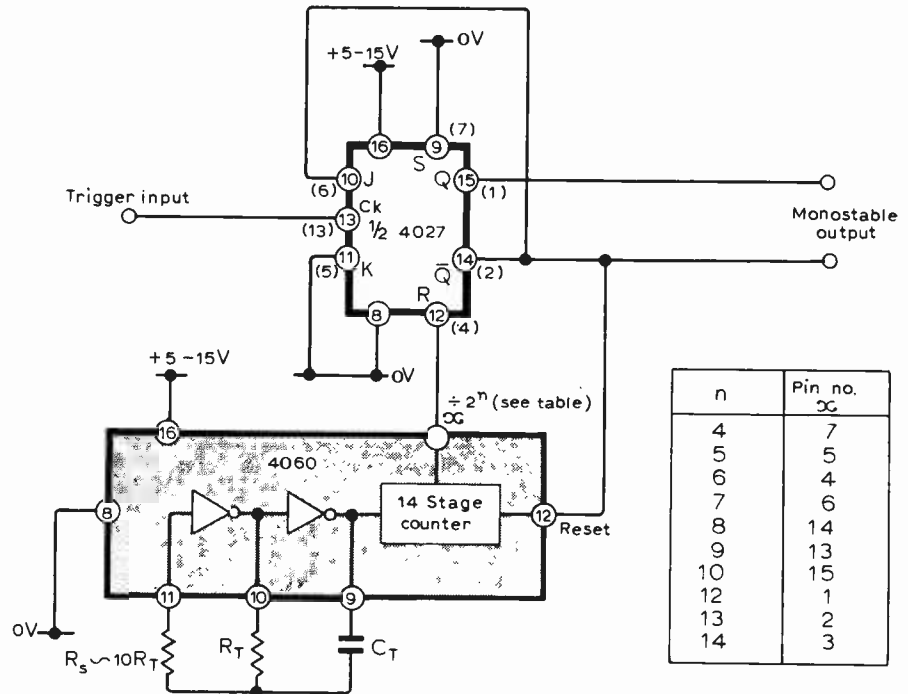 +5-15V
0V
(7)
16
9
S
10
J
Q
15
(6)
(1)
Trigger input
Ck
13
(13)
½ 4027
Monostable
output
11
(5)
K
Q̅
14
(2)
R
8
12
(4)
0V
+5-15V
÷ 2ⁿ (see table)
x
16
4060
8
14 Stage
counter
12
Reset
11
10
9
0V
Rs ∽10RT
RT
CT
n Pin no. x
4 7
5 5
6 4
7 6
8 14
9 13
10 15
12 1
13 2
14 3